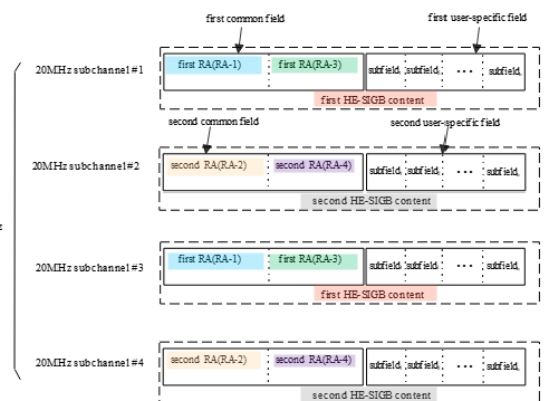 first common field first user-specific field
20MHz subchannel #1 first RA(RA-1) first RA(RA-3) subfield, subfield, ... subfield,
first HE-SIGB content
second common field second user-specific field
20MHz subchannel#2 second RA(RA-2) second RA(RA-4) subfield, subfield, ... subfield,
second HE-SIGB content
20MHz subchannel #3 first RA(RA-1) first RA(RA-3) subfield, subfield, ... subfield,
first HE-SIGB content
20MHz subchannel #4 second RA(RA-2) second RA(RA-4) subfield, subfield, ... subfield,
second HE-SIGB content